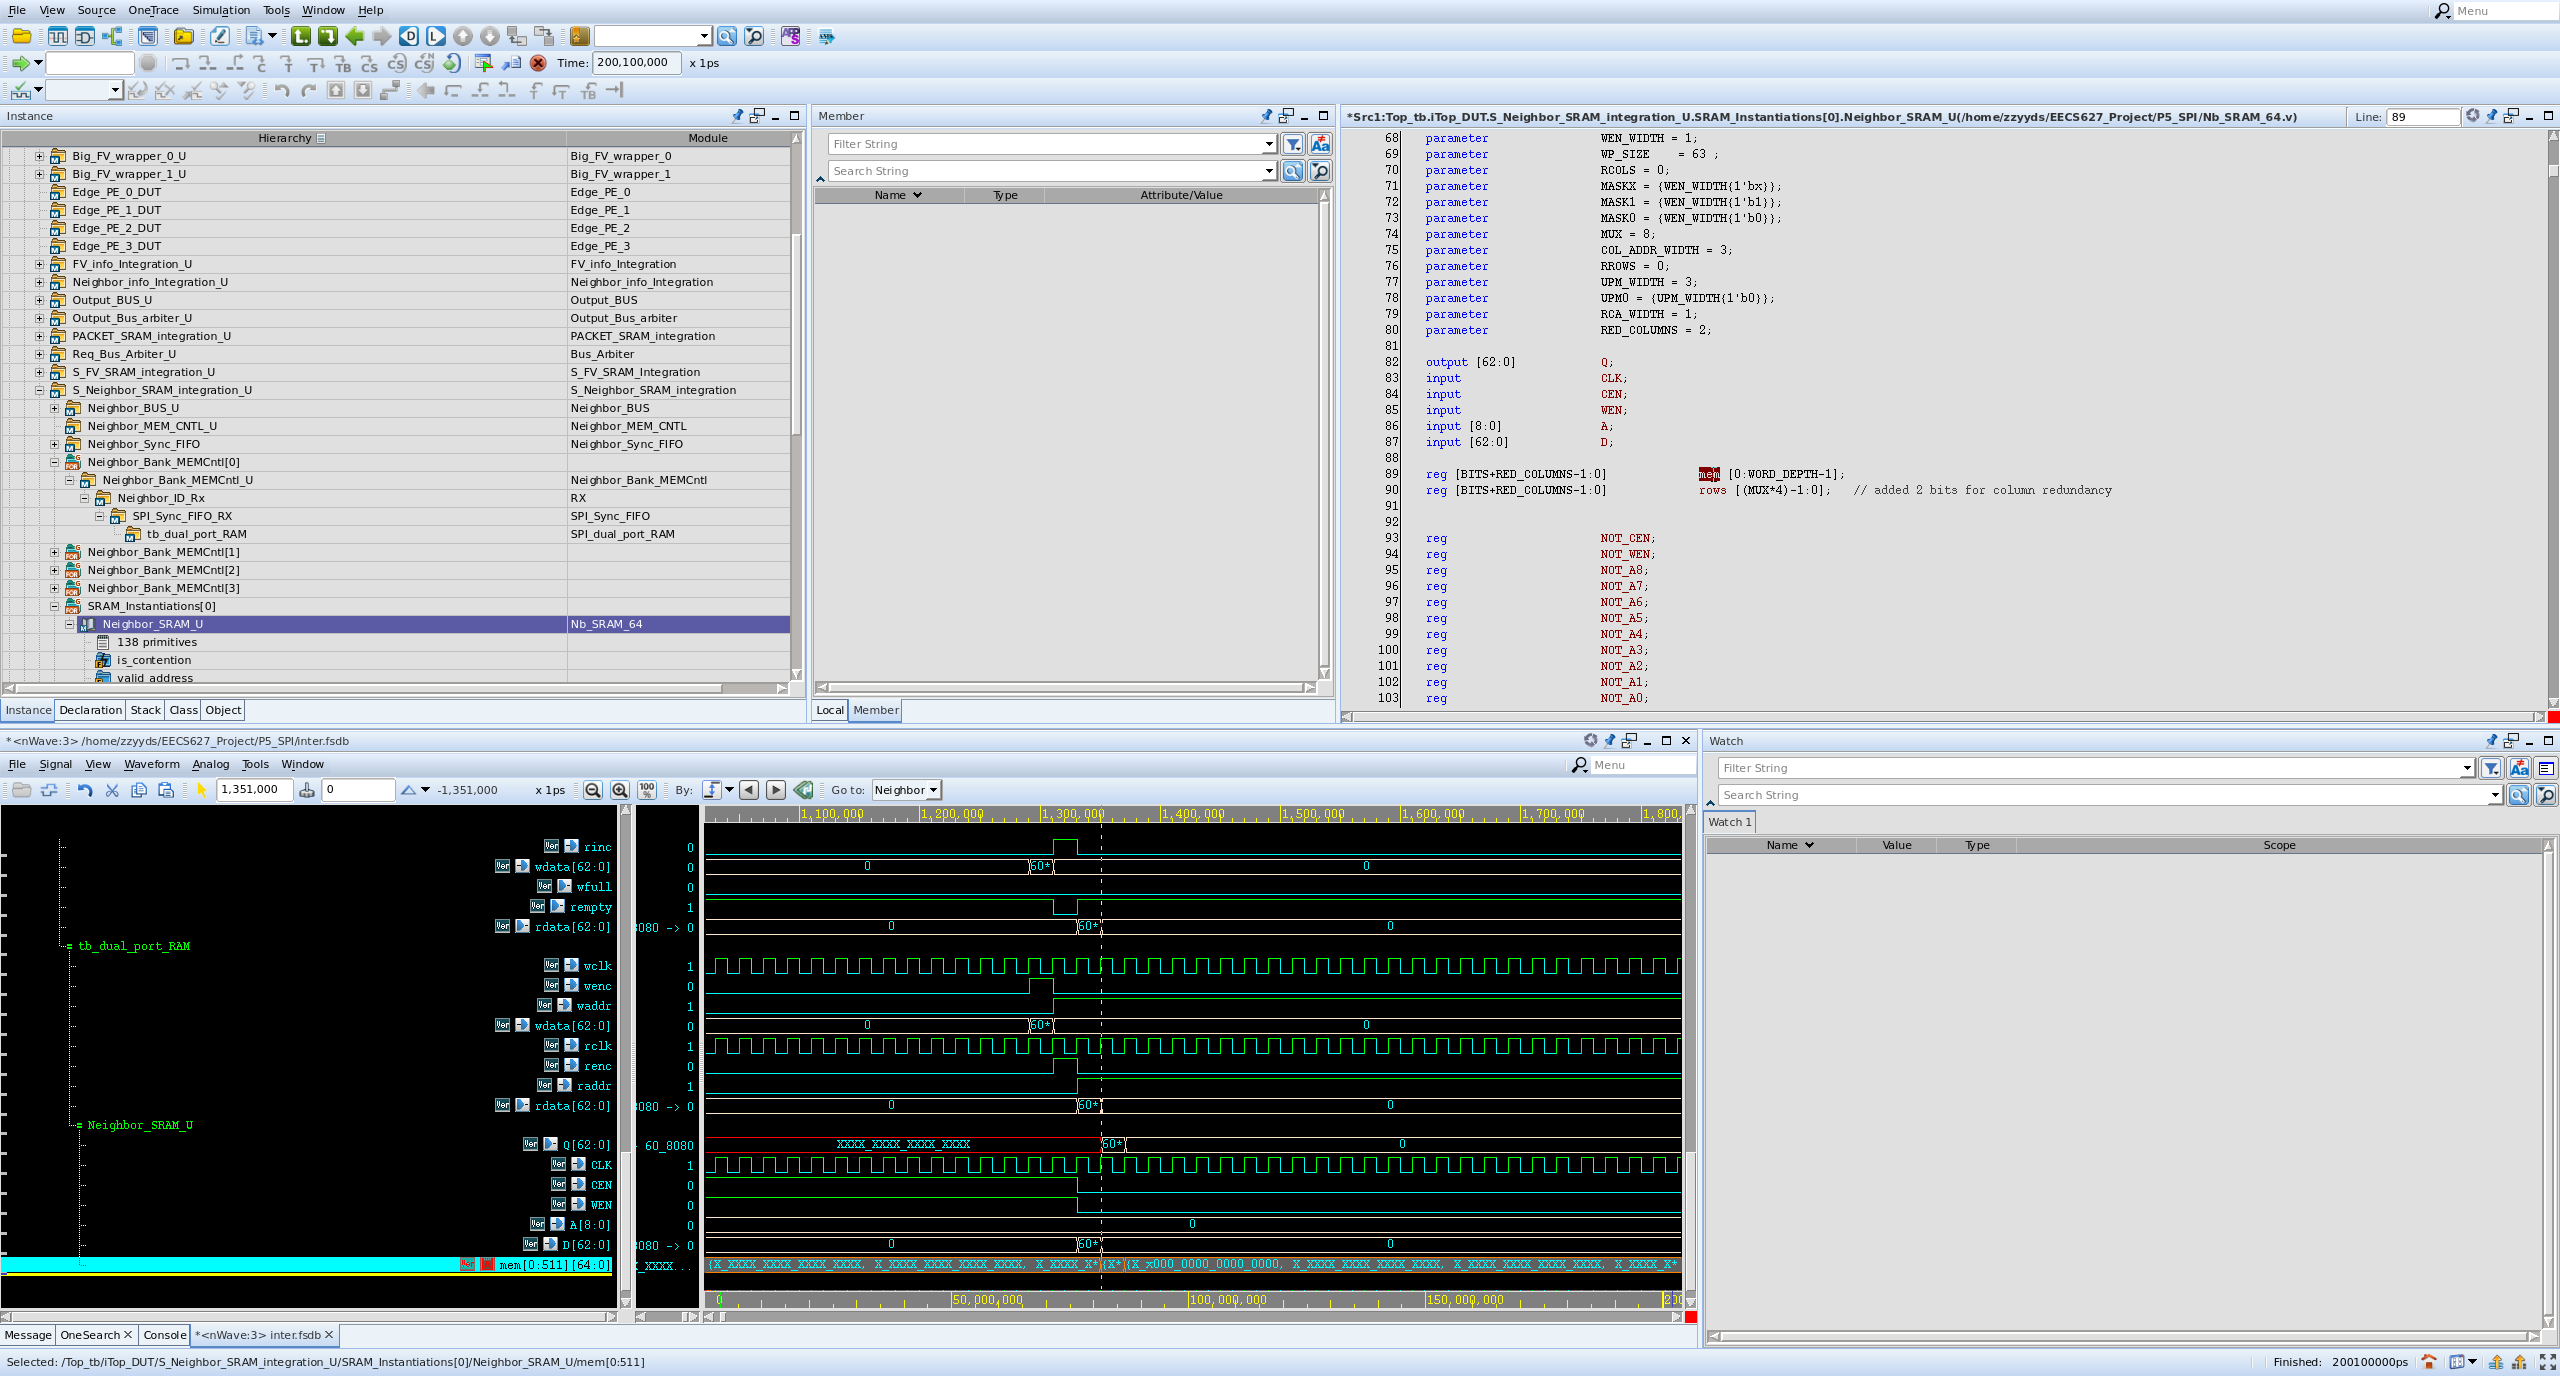 File View Source OneTrace Simulation Tools Window Help
Menu
Time: 200,100,000 x 1ps
Instance
Hierarchy Module
Big_FV_wrapper_0_U Big_FV_wrapper_0
Big_FV_wrapper_1_U Big_FV_wrapper_1
Edge_PE_0_DUT Edge_PE_0
Edge_PE_1_DUT Edge_PE_1
Edge_PE_2_DUT Edge_PE_2
Edge_PE_3_DUT Edge_PE_3
FV_info_Integration_U FV_info_Integration
Neighbor_info_Integration_U Neighbor_info_Integration
Output_BUS_U Output_BUS
Output_Bus_arbiter_U Output_Bus_arbiter
PACKET_SRAM_integration_U PACKET_SRAM_integration
Req_Bus_Arbiter_U Bus_Arbiter
S_FV_SRAM_integration_U S_FV_SRAM_Integration
S_Neighbor_SRAM_integration_U S_Neighbor_SRAM_integration
Neighbor_BUS_U Neighbor_BUS
Neighbor_MEM_CNTL_U Neighbor_MEM_CNTL
Neighbor_Sync_FIFO Neighbor_Sync_FIFO
Neighbor_Bank_MEMCntl[0]
Neighbor_Bank_MEMCntl_U Neighbor_Bank_MEMCntl
Neighbor_ID_Rx RX
SPI_Sync_FIFO_RX SPI_Sync_FIFO
tb_dual_port_RAM SPI_dual_port_RAM
Neighbor_Bank_MEMCntl[1]
Neighbor_Bank_MEMCntl[2]
Neighbor_Bank_MEMCntl[3]
SRAM_Instantiations[0]
Neighbor_SRAM_U Nb_SRAM_64
138 primitives
is_contention
valid_address
Instance Declaration Stack Class Object
Member
Filter String
Search String
Name Type Attribute/Value
Local Member
*Src1:Top_tb.iTop_DUT.S_Neighbor_SRAM_integration_U.SRAM_Instantiations[0].Neighbor_SRAM_U(/home/zzyyds/EECS627_Project/P5_SPI/Nb_SRAM_64.v) Line: 89
68 parameter WEN_WIDTH = 1;
69 parameter WP_SIZE = 63 ;
70 parameter RCOLS = 0;
71 parameter MASKX = {WEN_WIDTH{1'bx}};
72 parameter MASK1 = {WEN_WIDTH{1'b1}};
73 parameter MASK0 = {WEN_WIDTH{1'b0}};
74 parameter MUX = 8;
75 parameter COL_ADDR_WIDTH = 3;
76 parameter RROWS = 0;
77 parameter UPM_WIDTH = 3;
78 parameter UPM0 = {UPM_WIDTH{1'b0}};
79 parameter RCA_WIDTH = 1;
80 parameter RED_COLUMNS = 2;
81
82 output [62:0] Q;
83 input CLK;
84 input CEN;
85 input WEN;
86 input [8:0] A;
87 input [62:0] D;
88
89 reg [BITS+RED_COLUMNS-1:0] mem [0:WORD_DEPTH-1];
90 reg [BITS+RED_COLUMNS-1:0] rows [(MUX*4)-1:0]; // added 2 bits for column redundancy
91
92
93 reg NOT_CEN;
94 reg NOT_WEN;
95 reg NOT_A8;
96 reg NOT_A7;
97 reg NOT_A6;
98 reg NOT_A5;
99 reg NOT_A4;
100 reg NOT_A3;
101 reg NOT_A2;
102 reg NOT_A1;
103 reg NOT_A0;
*<nWave:3> /home/zzyyds/EECS627_Project/P5_SPI/inter.fsdb
File Signal View Waveform Analog Tools Window Menu
1,351,000 0 -1,351,000 x 1ps 100 % By: Go to: Neighbor
1,100,000 1,200,000 1,300,000 1,400,000 1,500,000 1,600,000 1,700,000 1,800,
rinc 0
wdata[62:0] 0 0 60* 0
wfull 0
rempty 1
rdata[62:0] 8080 -> 0 0 60* 0
tb_dual_port_RAM
wclk 1
wenc 0
waddr 1
wdata[62:0] 0 0 60* 0
rclk 1
renc 0
raddr 1
rdata[62:0] 8080 -> 0 0 60* 0
Neighbor_SRAM_U
Q[62:0] 60_8080 XXXX_XXXX_XXXX_XXXX 60* 0
CLK 1
CEN 0
WEN 0
A[8:0] 0 0
D[62:0] 8080 -> 0 0 60* 0
mem[0:511][64:0] X_XXXX... {X_XXXX_XXXX_XXXX_XXXX, X_XXXX_XXXX_XXXX_XXXX, X_XXXX_X* {X* {X_x000_0000_0000_0000, X_XXXX_XXXX_XXXX_XXXX, X_XXXX_XXXX_XXXX_XXXX, X_XXXX_X*
0 50,000,000 100,000,000 150,000,000 200
Message OneSearch Console *<nWave:3> inter.fsdb
Watch
Filter String
Search String
Watch 1
Name Value Type Scope
Selected: /Top_tb/iTop_DUT/S_Neighbor_SRAM_integration_U/SRAM_Instantiations[0]/Neighbor_SRAM_U/mem[0:511]
Finished: 200100000ps